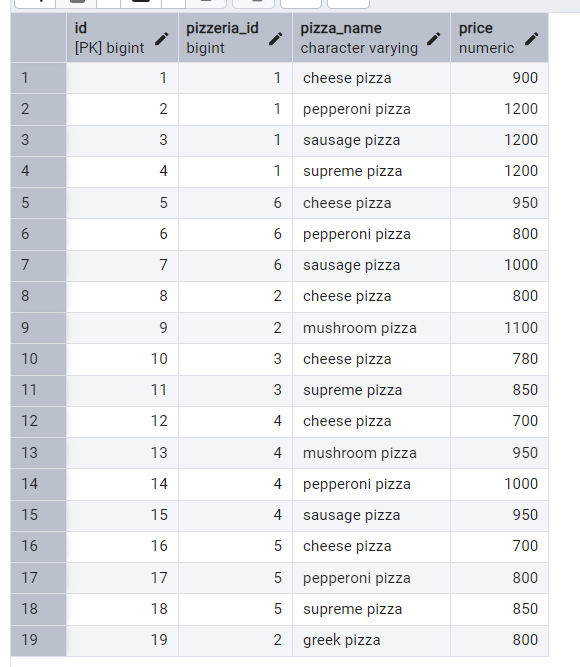 id pizzeria_id pizza_name price
[PK] bigint bigint character varying numeric
1 1 1 cheese pizza 900
2 2 1 pepperoni pizza 1200
3 3 1 sausage pizza 1200
4 4 1 supreme pizza 1200
5 5 6 cheese pizza 950
6 6 6 pepperoni pizza 800
7 7 6 sausage pizza 1000
8 8 2 cheese pizza 800
9 9 2 mushroom pizza 1100
10 10 3 cheese pizza 780
11 11 3 supreme pizza 850
12 12 4 cheese pizza 700
13 13 4 mushroom pizza 950
14 14 4 pepperoni pizza 1000
15 15 4 sausage pizza 950
16 16 5 cheese pizza 700
17 17 5 pepperoni pizza 800
18 18 5 supreme pizza 850
19 19 2 greek pizza 800